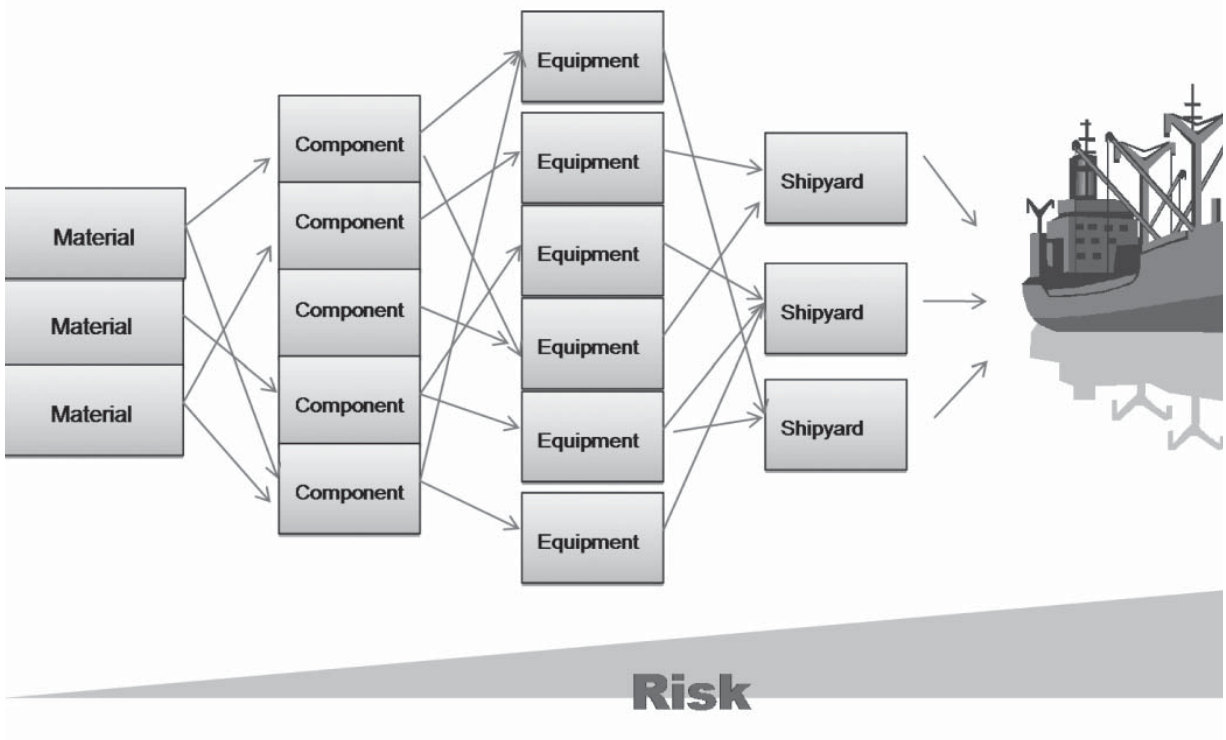 Material
Material
Material
Component
Component
Component
Component
Component
Equipment
Equipment
Equipment
Equipment
Equipment
Equipment
Shipyard
Shipyard
Shipyard
Risk